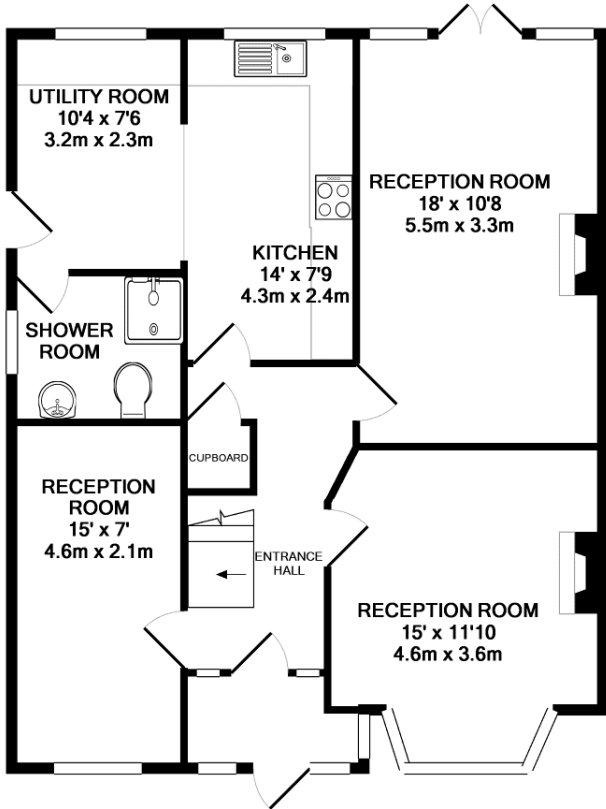 UTILITY ROOM
10'4 x 7'6
3.2m x 2.3m
RECEPTION ROOM
18' x 10'8
5.5m x 3.3m
KITCHEN
14' x 7'9
4.3m x 2.4m
SHOWER
ROOM
CUPBOARD
RECEPTION
ROOM
15' x 7'
4.6m x 2.1m
ENTRANCE
HALL
RECEPTION ROOM
15' x 11'10
4.6m x 3.6m